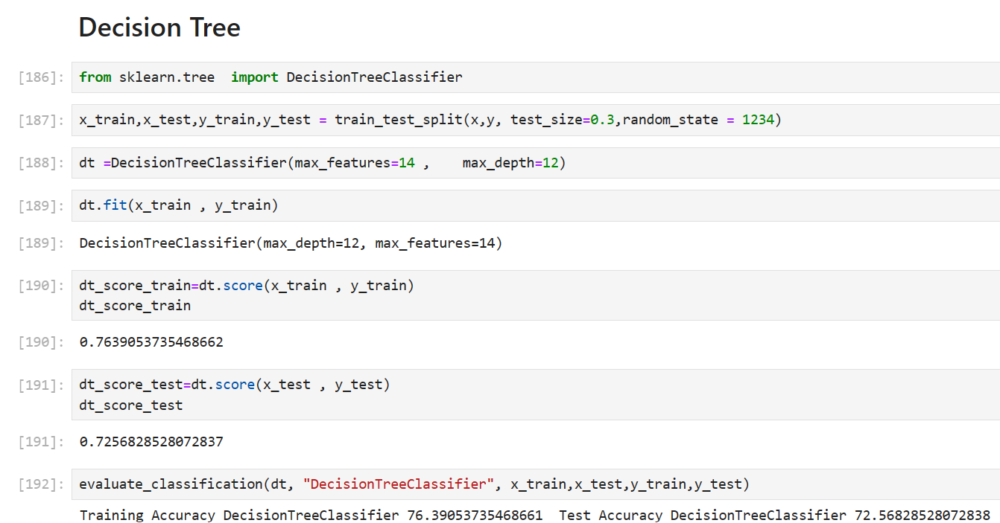 Decision Tree
[186]: from sklearn.tree  import DecisionTreeClassifier
[187]: x_train,x_test,y_train,y_test = train_test_split(x,y, test_size=0.3,random_state = 1234)
[188]: dt =DecisionTreeClassifier(max_features=14 ,    max_depth=12)
[189]: dt.fit(x_train , y_train)
[189]: DecisionTreeClassifier(max_depth=12, max_features=14)
[190]: dt_score_train=dt.score(x_train , y_train)
dt_score_train
[190]: 0.7639053735468662
[191]: dt_score_test=dt.score(x_test , y_test)
dt_score_test
[191]: 0.7256828528072837
[192]: evaluate_classification(dt, "DecisionTreeClassifier", x_train,x_test,y_train,y_test)
Training Accuracy DecisionTreeClassifier 76.39053735468661  Test Accuracy DecisionTreeClassifier 72.56828528072838